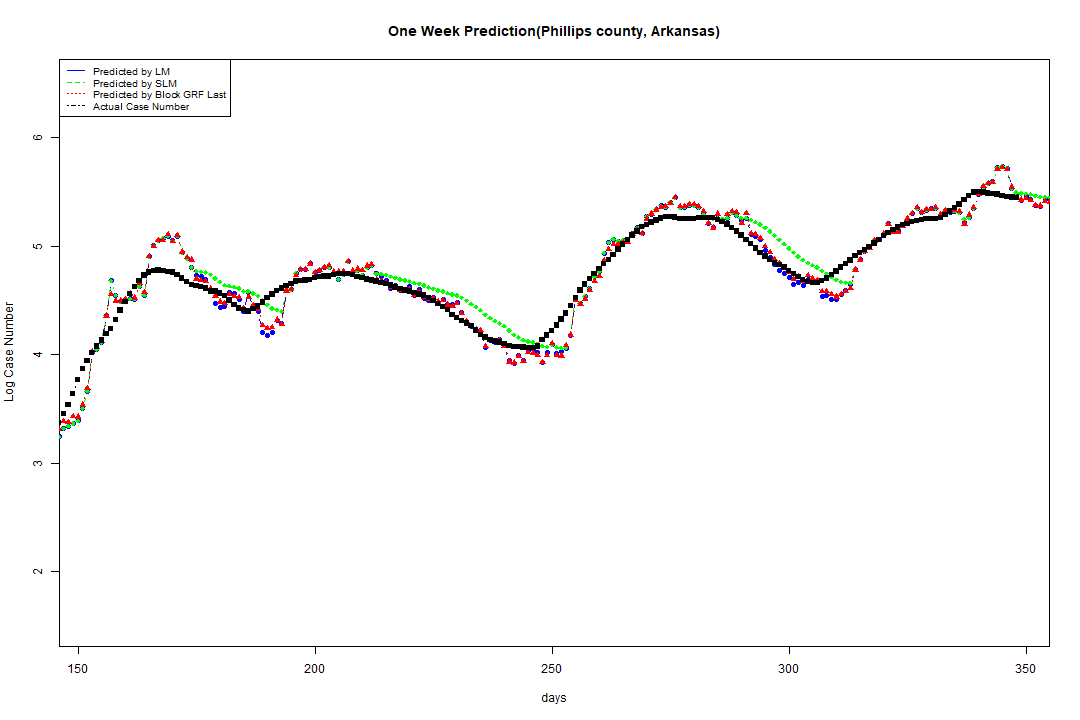 One Week Prediction(Phillips county, Arkansas)
Predicted by LM
Predicted by SLM
Predicted by Block GRF Last
Actual Case Number
6
5
4
3
2
Log Case Number
150 200 250 300 350
days